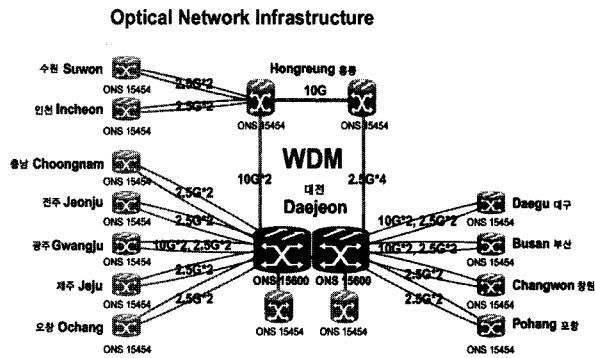 Optical Network Infrastructure
수원 Suwon
ONS 15454
2.5G*2
인천 Incheon
ONS 15454
2.5G*2
Hongreung 홍릉
10G
ONS 15454
ONS 15454
WDM
대전
Daejeon
10G*2
2.5G*4
충남 Choongnam
ONS 15454
2.5G*2
전주 Jeonju
ONS 15454
2.5G*2
광주 Gwangju
ONS 15454
10G*2, 2.5G*2
제주 Jeju
ONS 15454
2.5G*2
오창 Ochang
ONS 15454
2.5G*2
ONS 15600
ONS 15600
ONS 15454
ONS 15454
10G*2, 2.5G*2
Daegu 대구
ONS 15454
10G*2, 2.5G*2
Busan 부산
ONS 15454
2.5G*2
Changwon 창원
ONS 15454
2.5G*2
Pohang 포항
ONS 15454